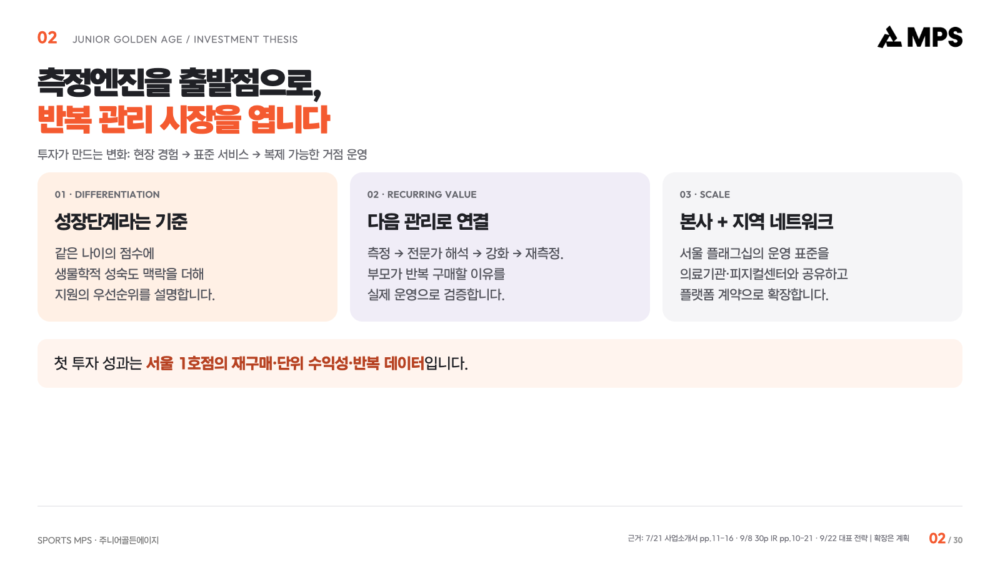 02 JUNIOR GOLDEN AGE / INVESTMENT THESIS
MPS
측정엔진을 출발점으로,
반복 관리 시장을 엽니다
투자가 만드는 변화: 현장 경험 → 표준 서비스 → 복제 가능한 거점 운영
01 · DIFFERENTIATION
성장단계라는 기준
같은 나이의 점수에
생물학적 성숙도 맥락을 더해
지원의 우선순위를 설명합니다.
02 · RECURRING VALUE
다음 관리로 연결
측정 → 전문가 해석 → 강화 → 재측정.
부모가 반복 구매할 이유를
실제 운영으로 검증합니다.
03 · SCALE
본사 + 지역 네트워크
서울 플래그십의 운영 표준을
의료기관·피지컬센터와 공유하고
플랫폼 계약으로 확장합니다.
첫 투자 성과는 서울 1호점의 재구매·단위 수익성·반복 데이터입니다.
SPORTS MPS · 주니어골든에이지
근거: 7/21 사업소개서 pp.11–16 · 9/8 30p IR pp.10–21 · 9/22 대표 전략 | 확장은 계획
02 / 30